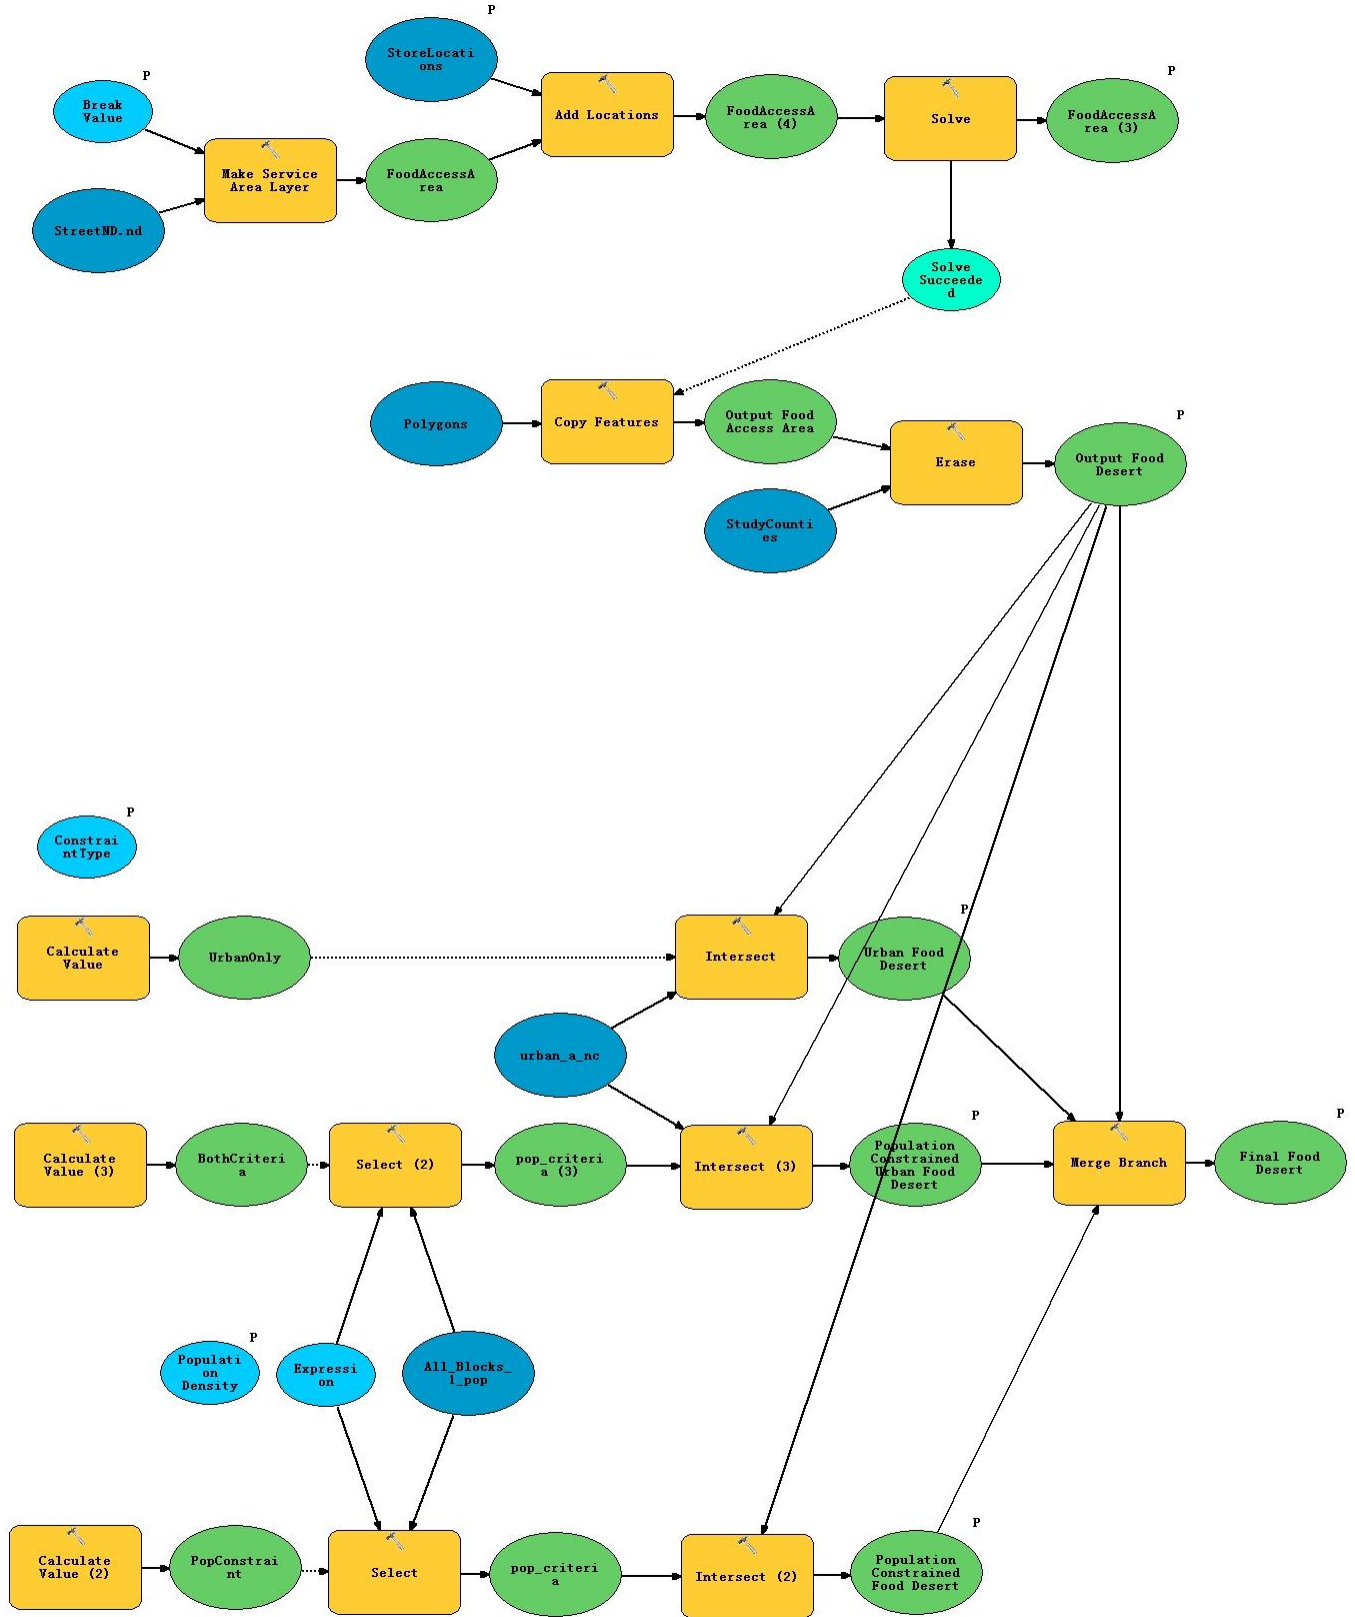 P
StoreLocati
ons
P
Break
Value
Add Locations
FoodAccessA
rea (4)
Solve
P
FoodAccessA
rea (3)
Make Service
Area Layer
FoodAccessA
rea
StreetND.nd
Solve
Succeede
d
Polygons
Copy Features
Output Food
Access Area
Erase
P
Output Food
Desert
StudyCounti
es
P
Constrai
ntType
Calculate
Value
UrbanOnly
Intersect
P
Urban Food
Desert
urban_a_nc
Calculate
Value (3)
BothCriteri
a
Select (2)
pop_criteri
a (3)
Intersect (3)
P
Population
Constrained
Urban Food
Desert
Merge Branch
P
Final Food
Desert
P
Populati
on
Density
Expressi
on
All_Blocks_
1_pop
Calculate
Value (2)
PopConstrai
nt
Select
pop_criteri
a
Intersect (2)
P
Population
Constrained
Food Desert